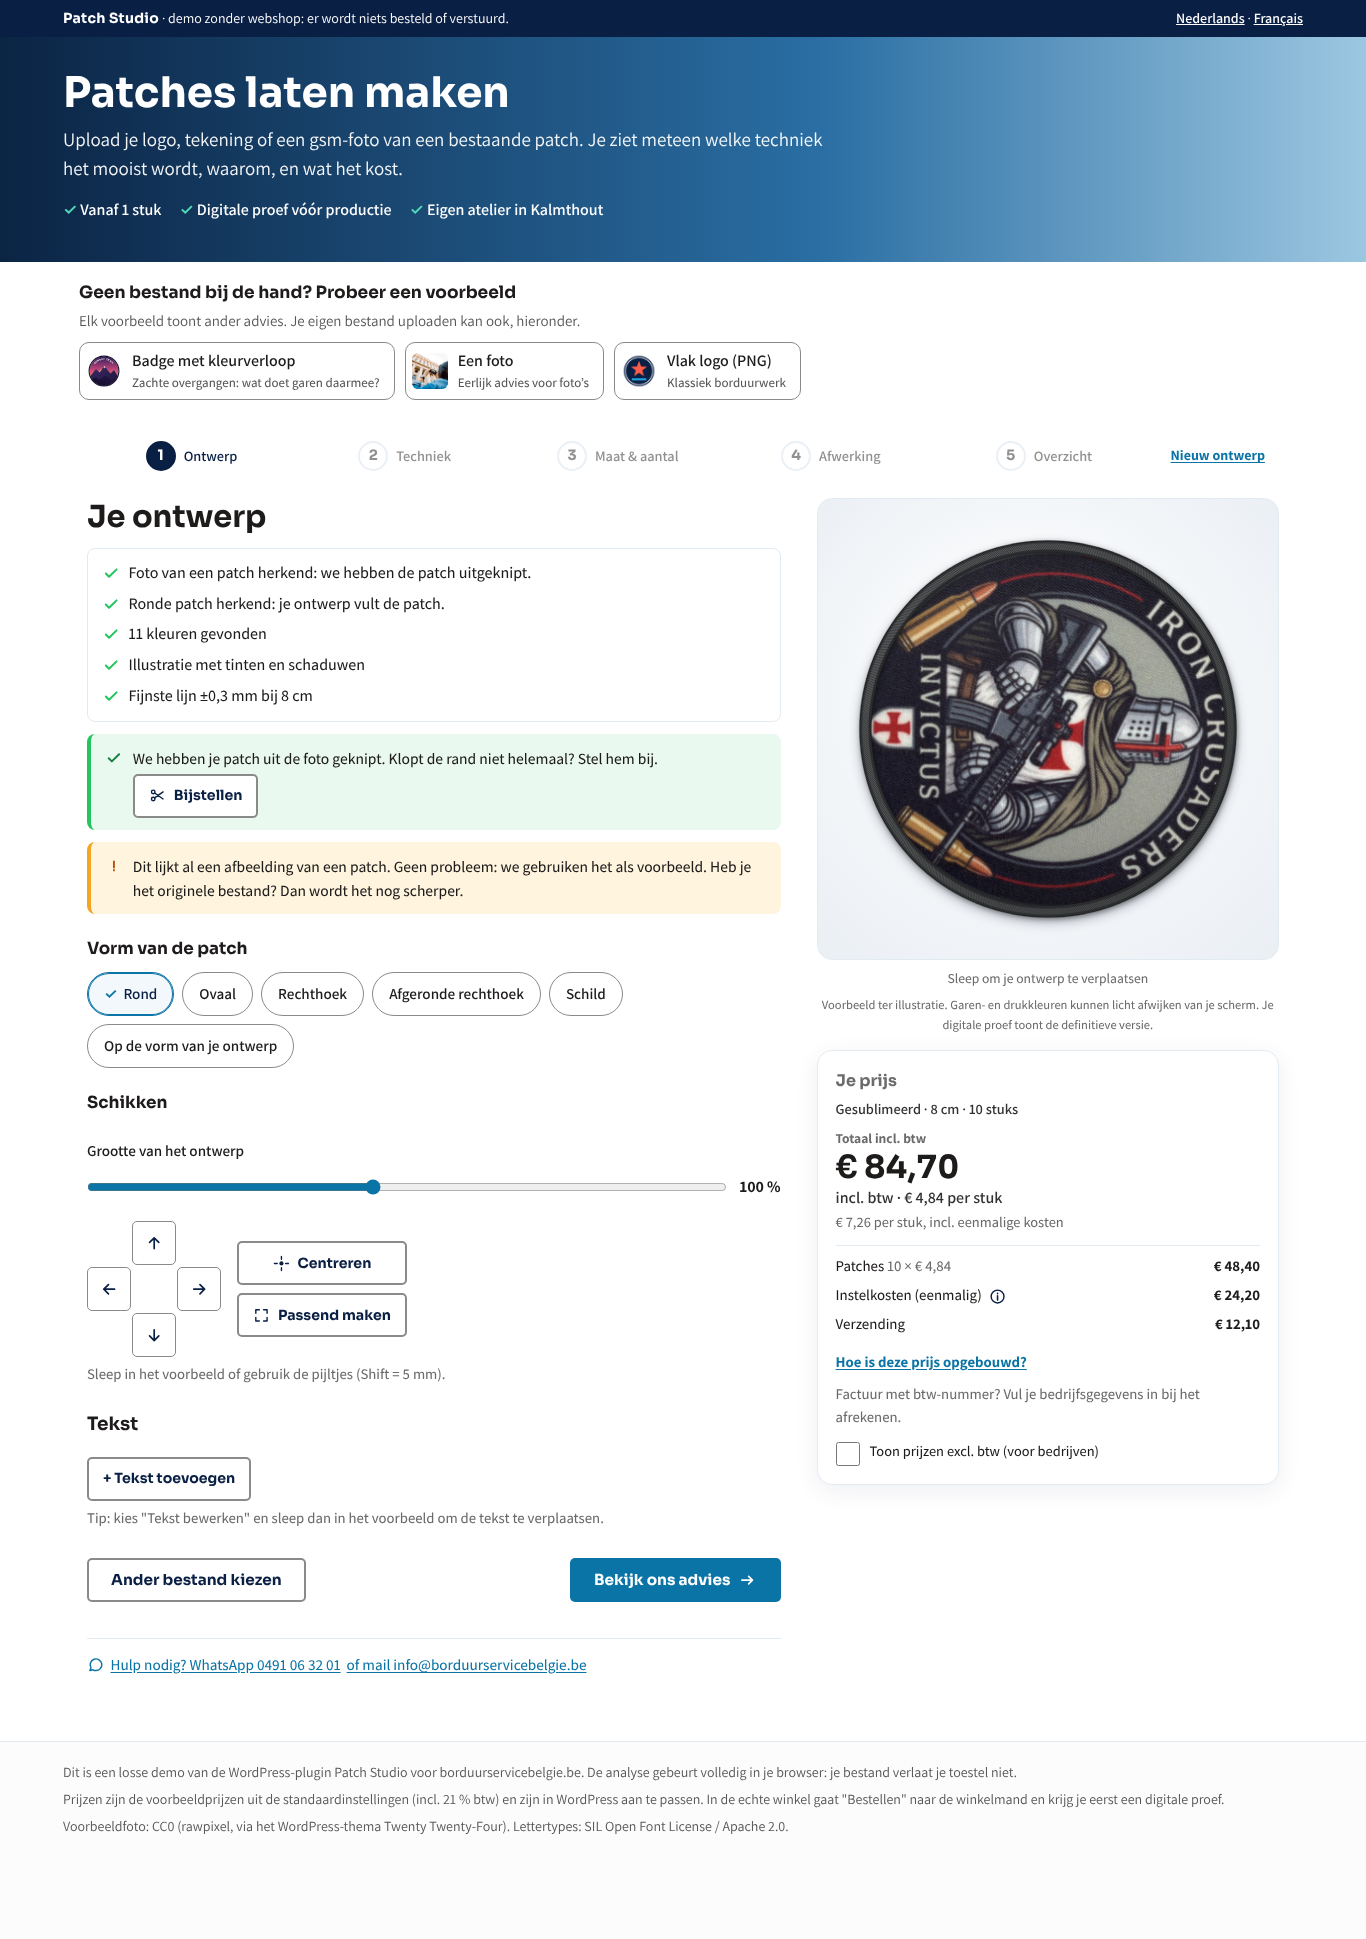 Patch Studio · demo zonder webshop: er wordt niets besteld of verstuurd.
Nederlands · Français
Patches laten maken
Upload je logo, tekening of een gsm-foto van een bestaande patch. Je ziet meteen welke techniek
het mooist wordt, waarom, en wat het kost.
Vanaf 1 stuk
Digitale proef vóór productie
Eigen atelier in Kalmthout
Geen bestand bij de hand? Probeer een voorbeeld
Elk voorbeeld toont ander advies. Je eigen bestand uploaden kan ook, hieronder.
Badge met kleurverloop
Zachte overgangen: wat doet garen daarmee?
Een foto
Eerlijk advies voor foto's
Vlak logo (PNG)
Klassiek borduurwerk
1 Ontwerp
2 Techniek
3 Maat & aantal
4 Afwerking
5 Overzicht
Nieuw ontwerp
Je ontwerp
Foto van een patch herkend: we hebben de patch uitgeknipt.
Ronde patch herkend: je ontwerp vult de patch.
11 kleuren gevonden
Illustratie met tinten en schaduwen
Fijnste lijn ±0,3 mm bij 8 cm
We hebben je patch uit de foto geknipt. Klopt de rand niet helemaal? Stel hem bij.
Bijstellen
! Dit lijkt al een afbeelding van een patch. Geen probleem: we gebruiken het als voorbeeld. Heb je
het originele bestand? Dan wordt het nog scherper.
Vorm van de patch
Rond
Ovaal
Rechthoek
Afgeronde rechthoek
Schild
Op de vorm van je ontwerp
Schikken
Grootte van het ontwerp
100 %
Centreren
Passend maken
Sleep in het voorbeeld of gebruik de pijltjes (Shift = 5 mm).
Tekst
+ Tekst toevoegen
Tip: kies "Tekst bewerken" en sleep dan in het voorbeeld om de tekst te verplaatsen.
Ander bestand kiezen
Bekijk ons advies
Hulp nodig? WhatsApp 0491 06 32 01 of mail info@borduurservicebelgie.be
IRON CRUSADERS
INVICTUS
Sleep om je ontwerp te verplaatsen
Voorbeeld ter illustratie. Garen- en drukkleuren kunnen licht afwijken van je scherm. Je
digitale proef toont de definitieve versie.
Je prijs
Gesublimeerd · 8 cm · 10 stuks
Totaal incl. btw
€ 84,70
incl. btw · € 4,84 per stuk
€ 7,26 per stuk, incl. eenmalige kosten
Patches 10 × € 4,84 € 48,40
Instelkosten (eenmalig) € 24,20
Verzending € 12,10
Hoe is deze prijs opgebouwd?
Factuur met btw-nummer? Vul je bedrijfsgegevens in bij het
afrekenen.
Toon prijzen excl. btw (voor bedrijven)
Dit is een losse demo van de WordPress-plugin Patch Studio voor borduurservicebelgie.be. De analyse gebeurt volledig in je browser: je bestand verlaat je toestel niet.
Prijzen zijn de voorbeeldprijzen uit de standaardinstellingen (incl. 21 % btw) en zijn in WordPress aan te passen. In de echte winkel gaat "Bestellen" naar de winkelmand en krijg je eerst een digitale proef.
Voorbeeldfoto: CC0 (rawpixel, via het WordPress-thema Twenty Twenty-Four). Lettertypes: SIL Open Font License / Apache 2.0.